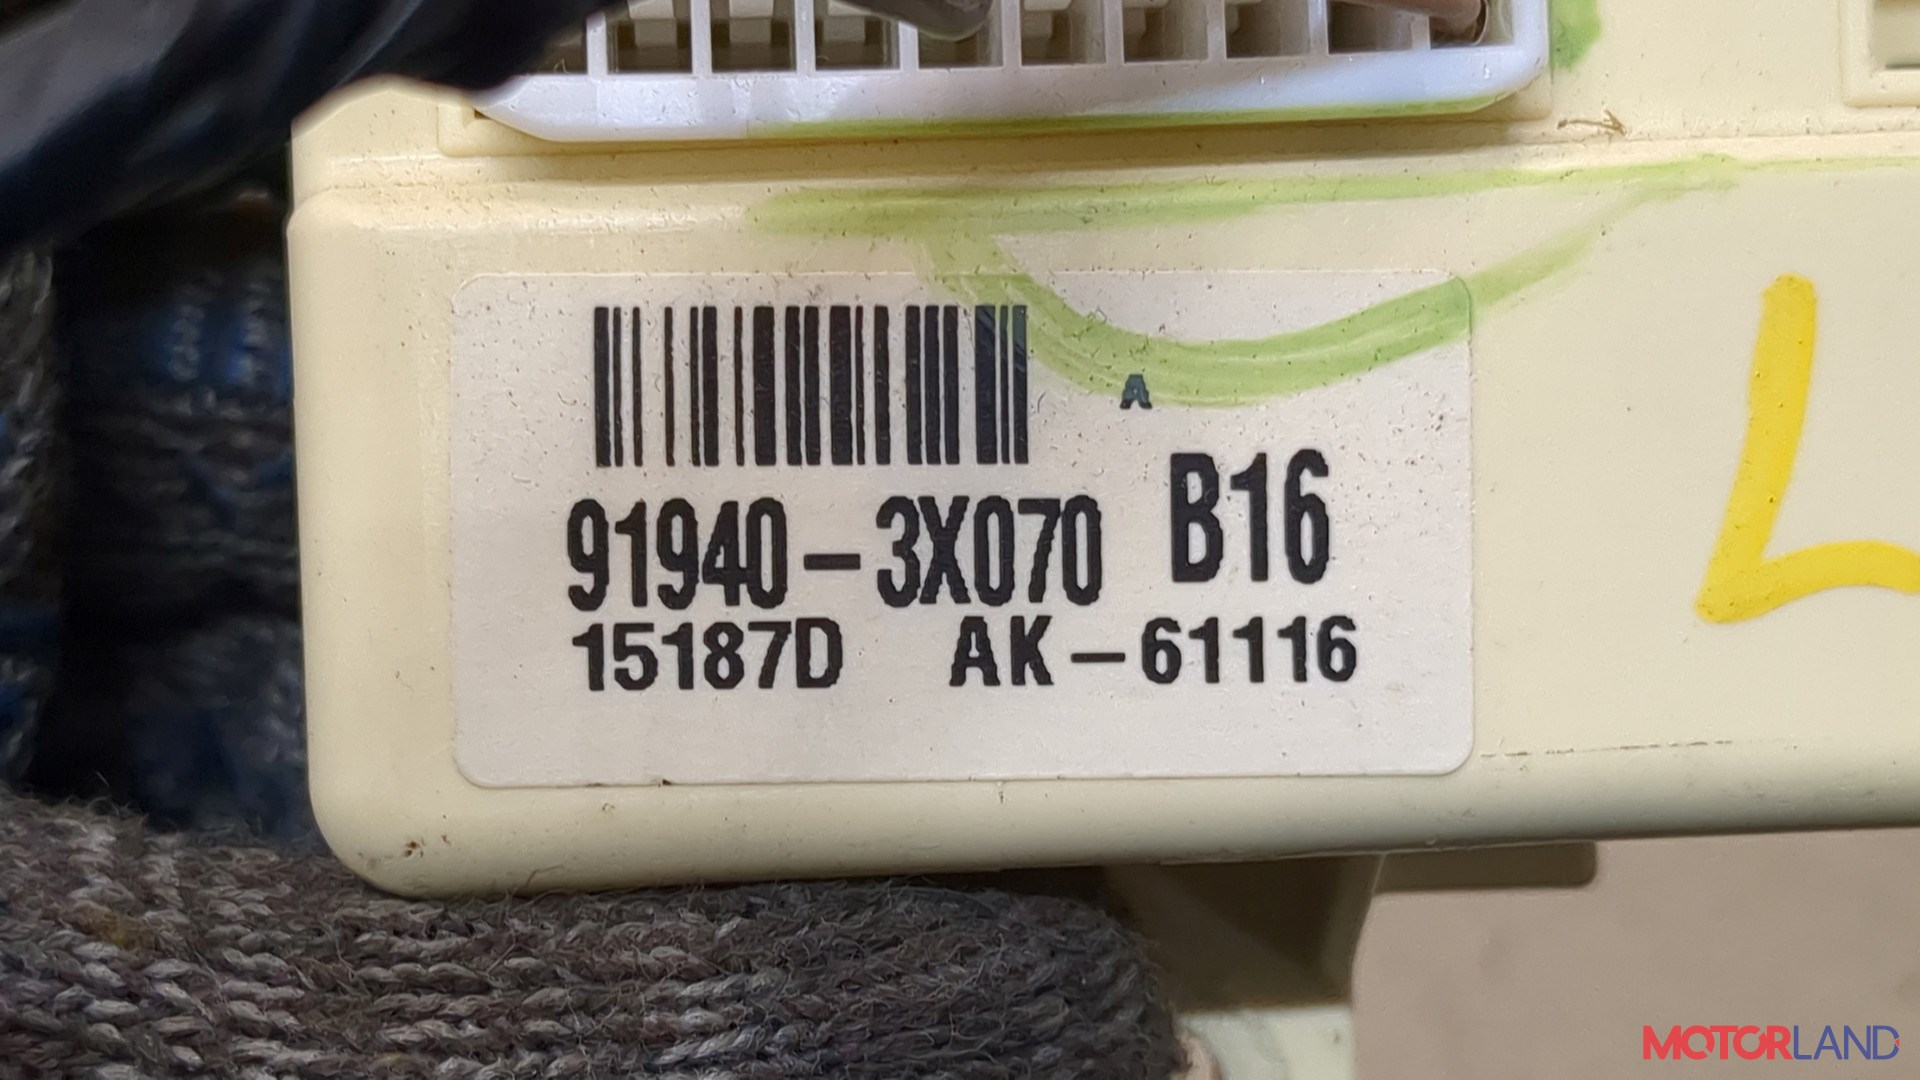 A
91940-3X070 B16
15187D AK-61116
L
MOTORLAND